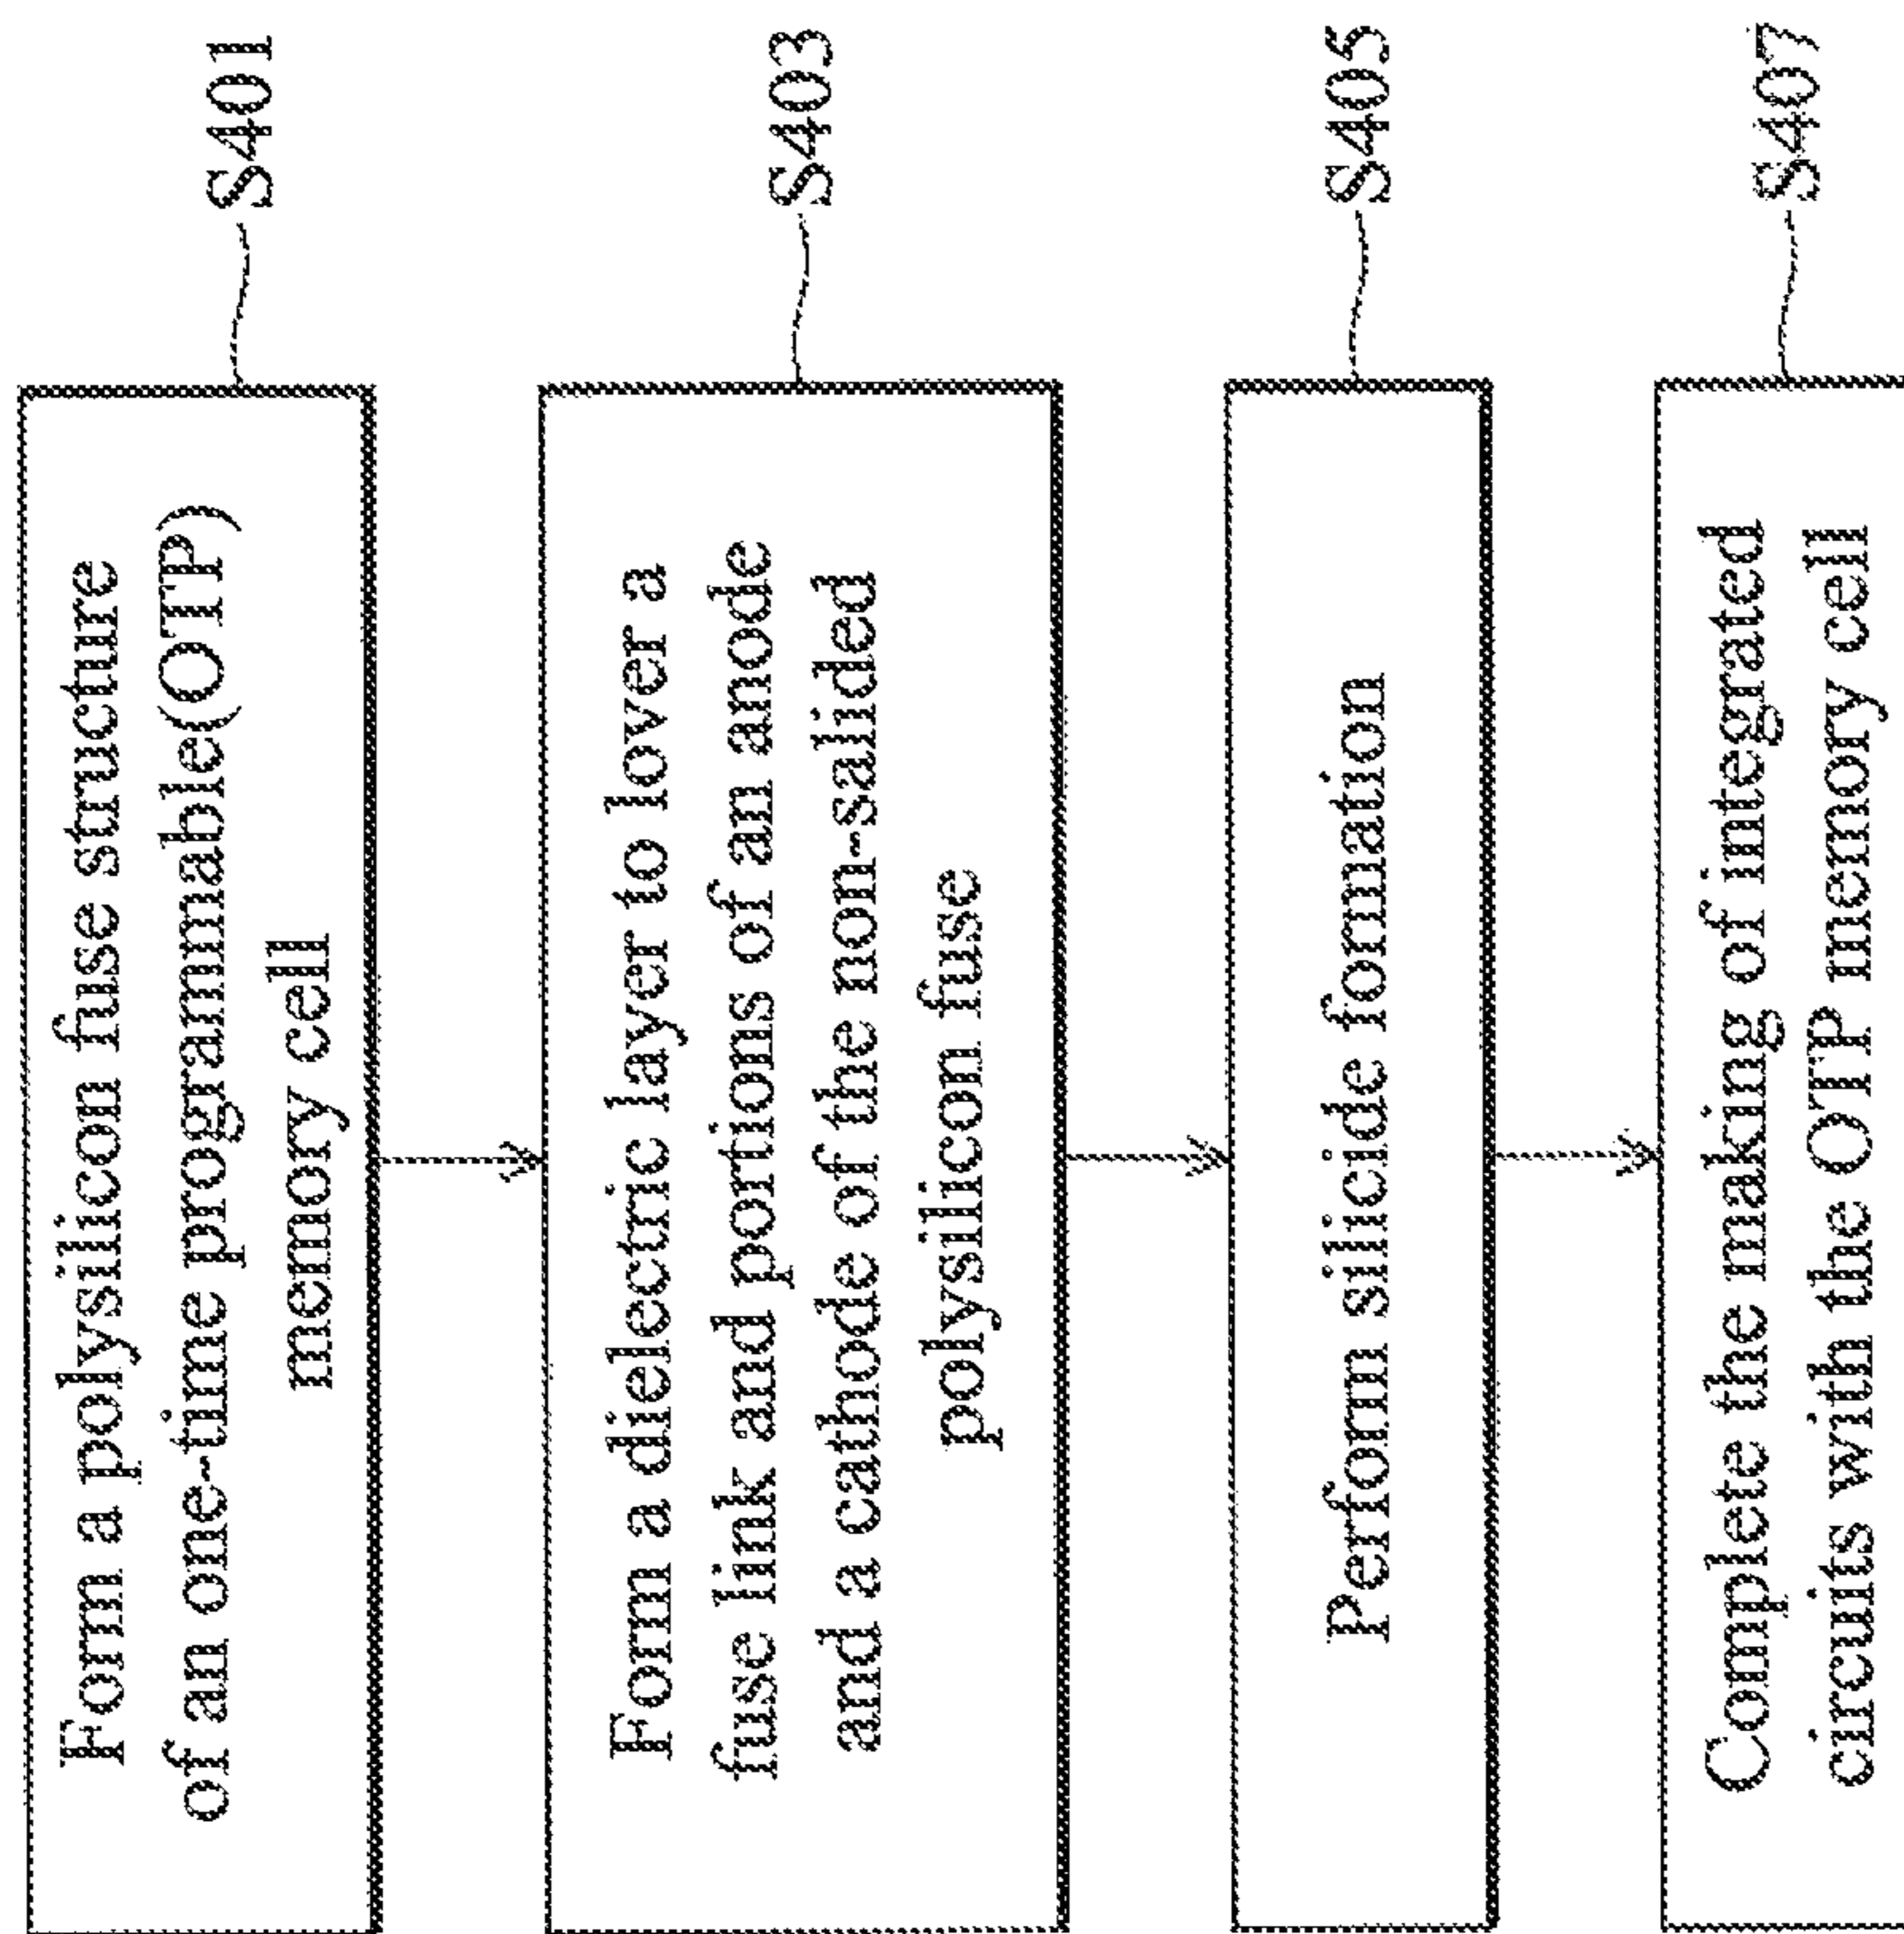 Form a polysilicon fuse structure
of an one-time programmable(OTP)
memory cell
S401
Form a dielectric layer to lover a
fuse link and portions of an anode
and a cathode of the non-salided
polysilicon fuse
S403
Perform silicide formation
S405
Complete the making of integrated
circuits with the OTP memory cell
S407